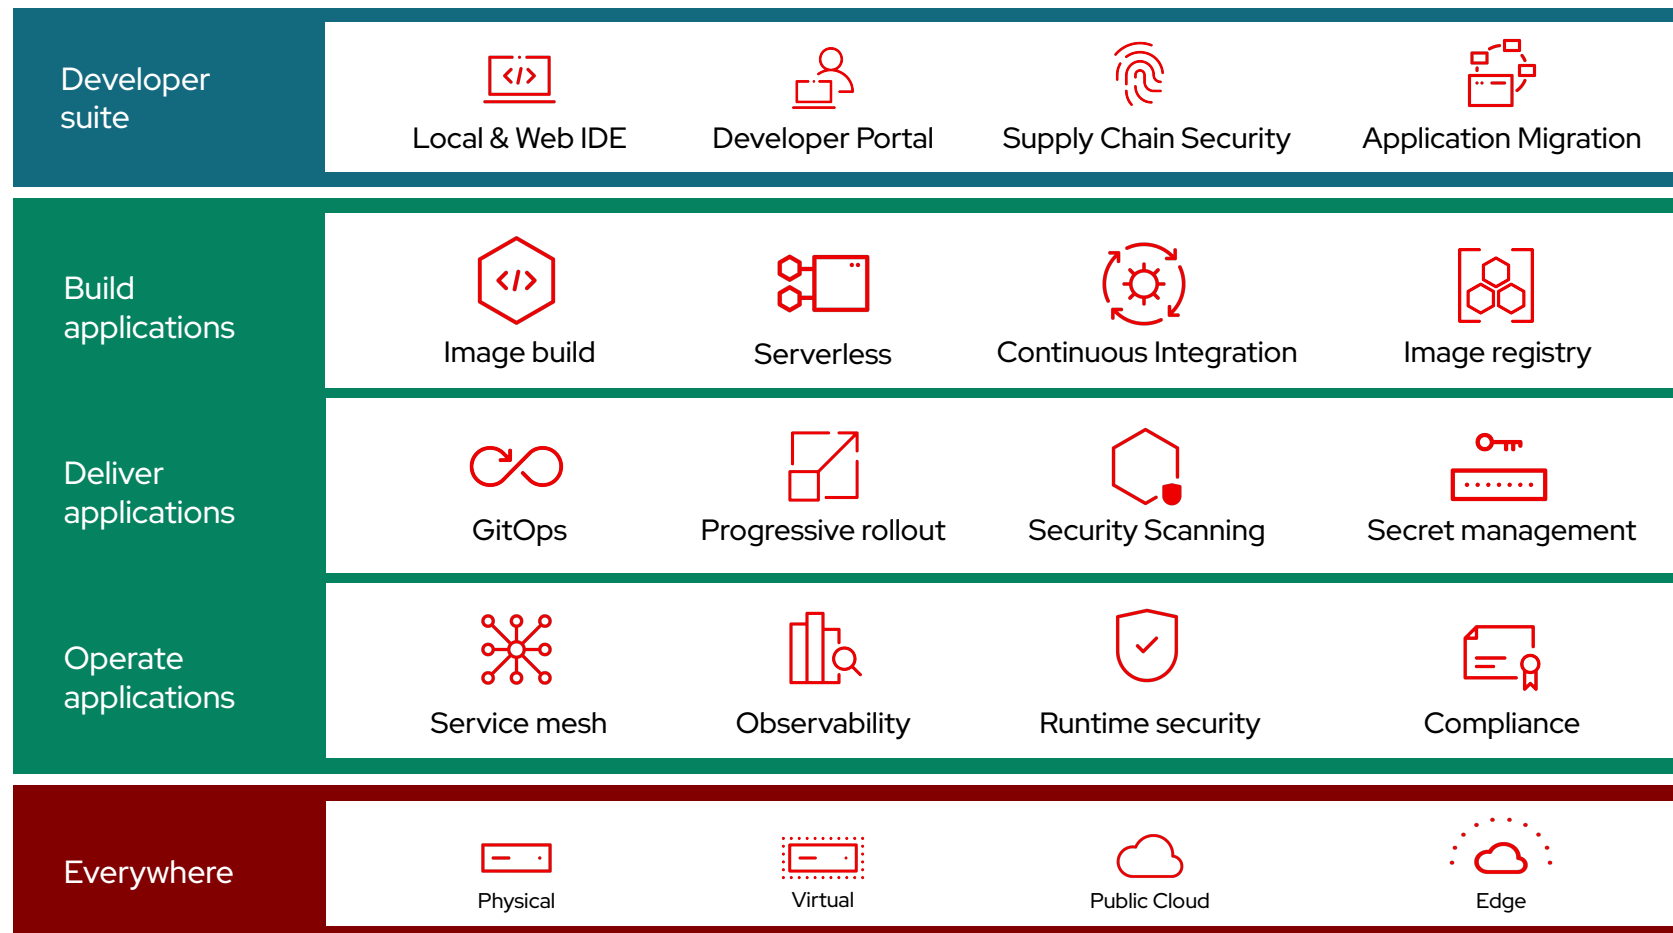 Developer
suite
Local & Web IDE
Developer Portal
Supply Chain Security
Application Migration
Build
applications
Image build
Serverless
Continuous Integration
Image registry
Deliver
applications
GitOps
Progressive rollout
Security Scanning
Secret management
Operate
applications
Service mesh
Observability
Runtime security
Compliance
Everywhere
Physical
Virtual
Public Cloud
Edge